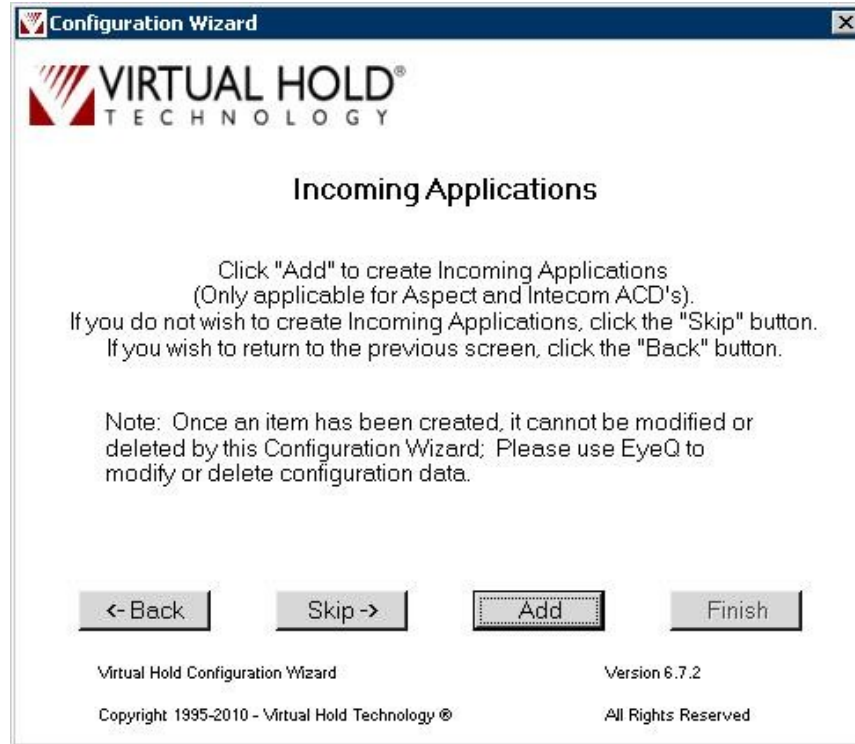 Configuration Wizard
VIRTUAL HOLD®
TECHNOLOGY
Incoming Applications
Click "Add" to create Incoming Applications
(Only applicable for Aspect and Intecom ACD's).
If you do not wish to create Incoming Applications, click the "Skip" button.
If you wish to return to the previous screen, click the "Back" button.
Note: Once an item has been created, it cannot be modified or
deleted by this Configuration Wizard; Please use EyeQ to
modify or delete configuration data.
<- Back Skip -> Add Finish
Virtual Hold Configuration Wizard Version 6.7.2
Copyright 1995-2010 - Virtual Hold Technology ® All Rights Reserved